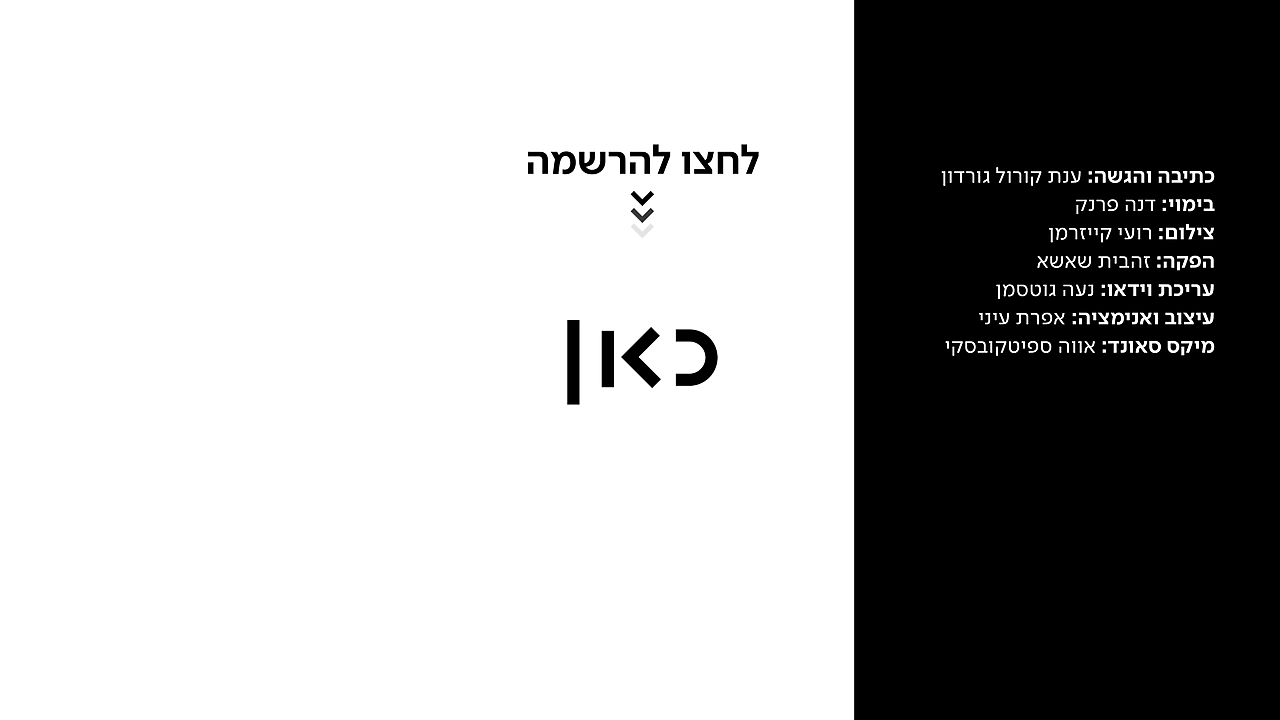 לחצו להרשמה
כאן
כתיבה והגשה: ענת קורול גורדון
בימוי: דנה פרנק
צילום: רועי קייזרמן
הפקה: זהבית שאשא
עריכת וידאו: נעה גוטסמן
עיצוב ואנימציה: אפרת עיני
מיקס סאונד: אווה ספיטקובסקי